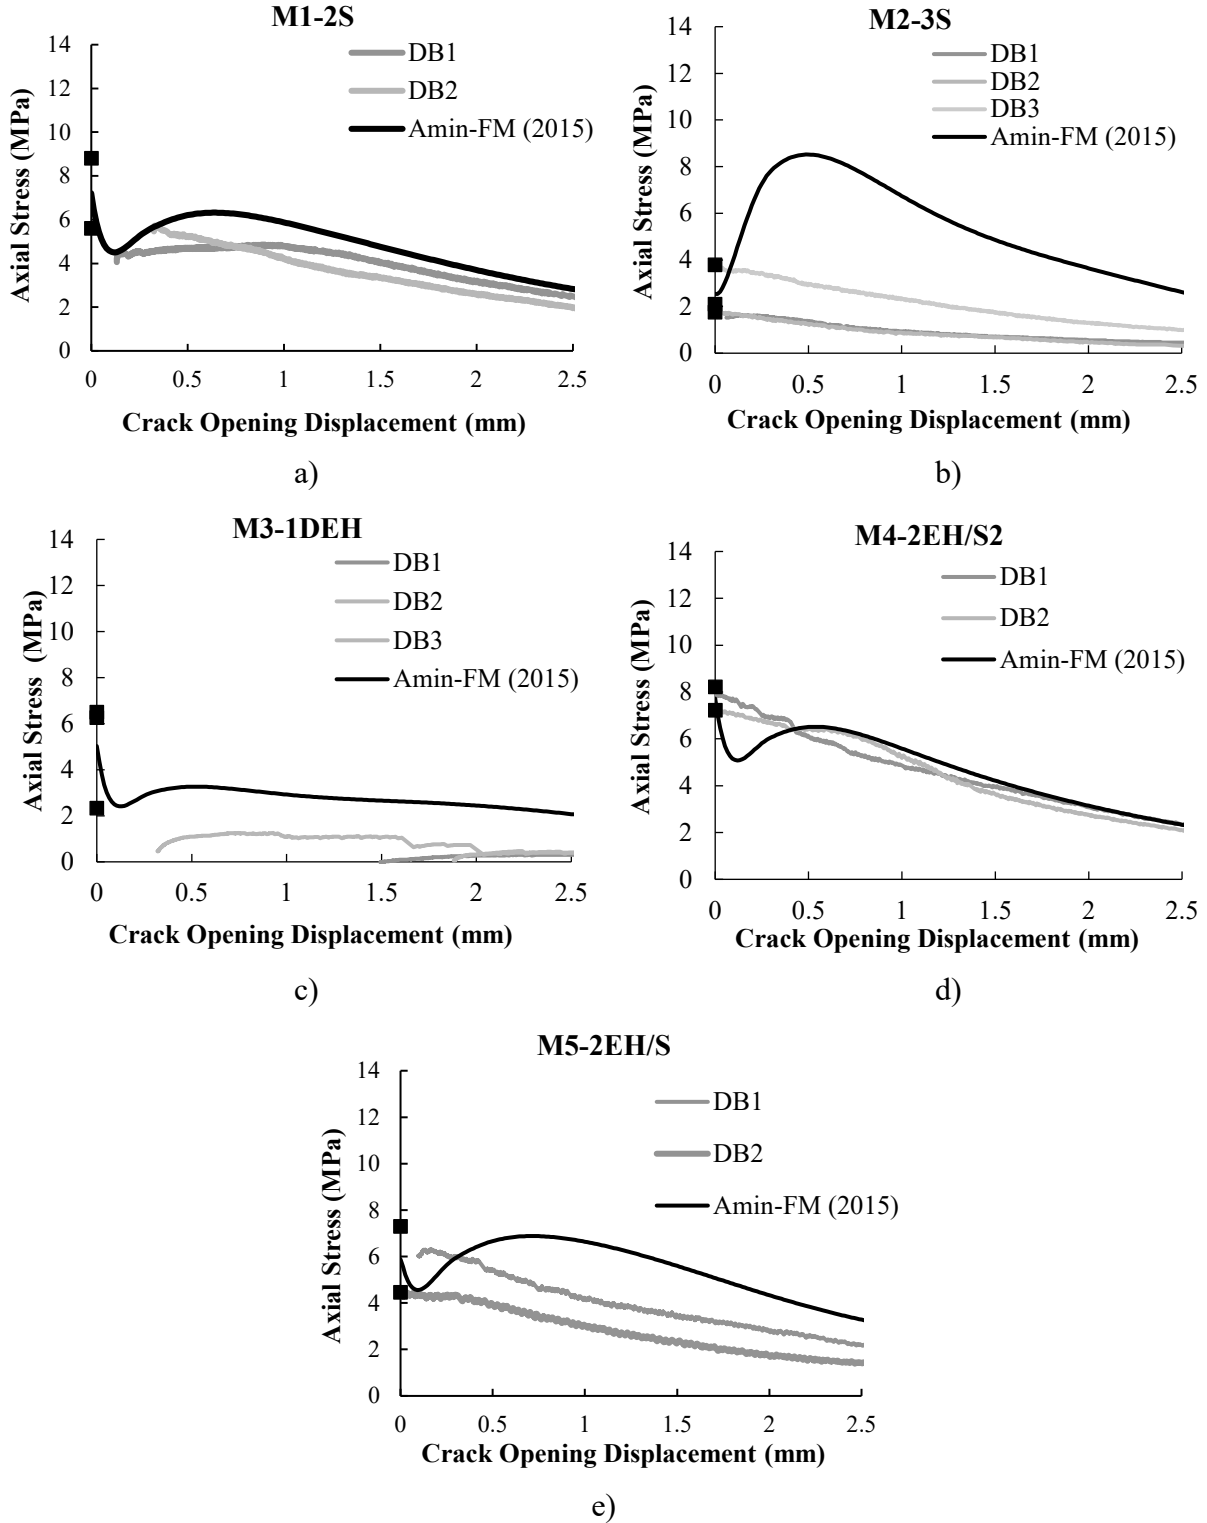 M1-2S
14
12
10
8
6
4
2
0
Axial Stress (MPa)
DB1
DB2
Amin-FM (2015)
0 0.5 1 1.5 2 2.5
Crack Opening Displacement (mm)
a)
M2-3S
14
12
10
8
6
4
2
0
Axial Stress (MPa)
DB1
DB2
DB3
Amin-FM (2015)
0 0.5 1 1.5 2 2.5
Crack Opening Displacement (mm)
b)
M3-1DEH
14
12
10
8
6
4
2
0
Axial Stress (MPa)
DB1
DB2
DB3
Amin-FM (2015)
0 0.5 1 1.5 2 2.5
Crack Opening Displacement (mm)
c)
M4-2EH/S2
14
12
10
8
6
4
2
0
Axial Stress (MPa)
DB1
DB2
Amin-FM (2015)
0 0.5 1 1.5 2 2.5
Crack Opening Displacement (mm)
d)
M5-2EH/S
14
12
10
8
6
4
2
0
Axial Stress (MPa)
DB1
DB2
Amin-FM (2015)
0 0.5 1 1.5 2 2.5
Crack Opening Displacement (mm)
e)